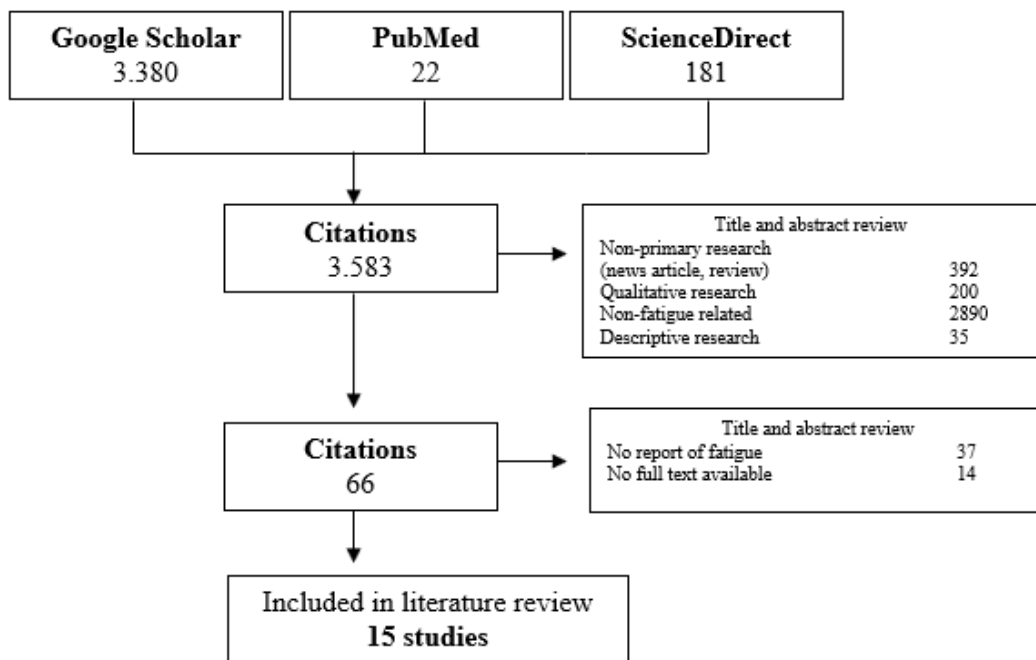 Google Scholar
3.380
PubMed
22
ScienceDirect
181
Citations
3.583
Title and abstract review
Non-primary research
(news article, review) 392
Qualitative research 200
Non-fatigue related 2890
Descriptive research 35
Citations
66
Title and abstract review
No report of fatigue 37
No full text available 14
Included in literature review
15 studies